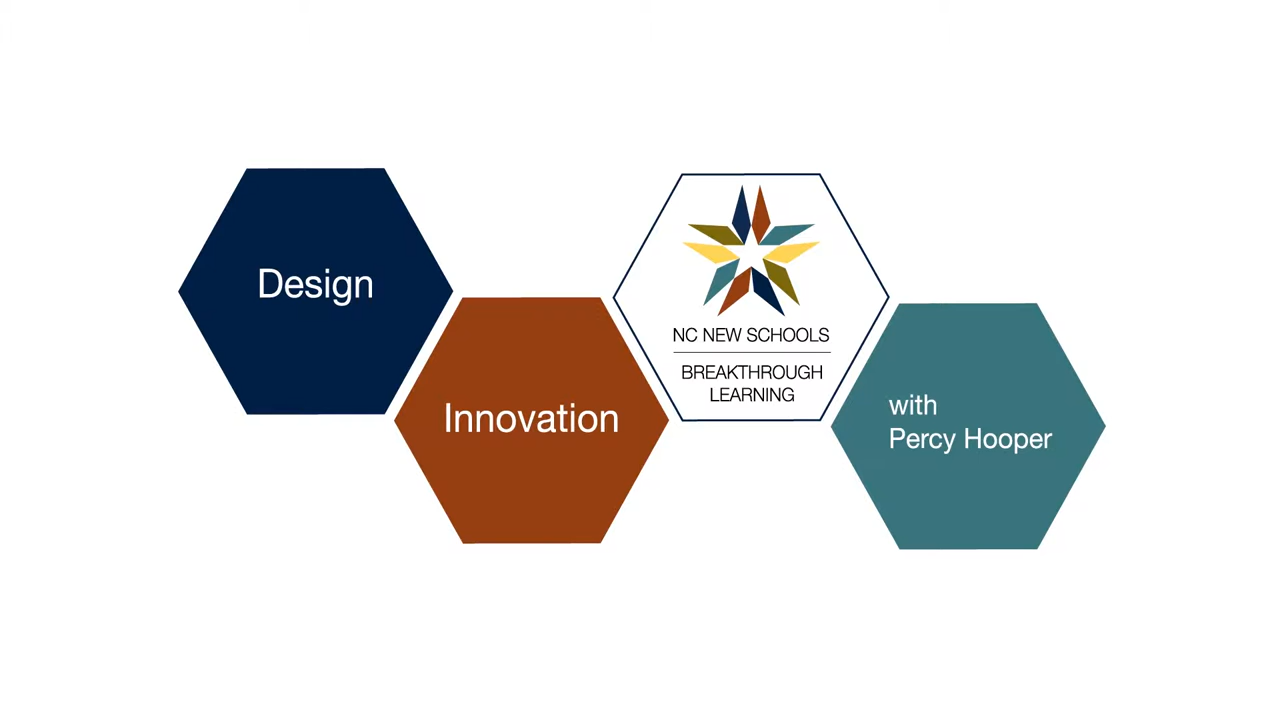 Design
Innovation
NC NEW SCHOOLS
BREAKTHROUGH
LEARNING
with
Percy Hooper